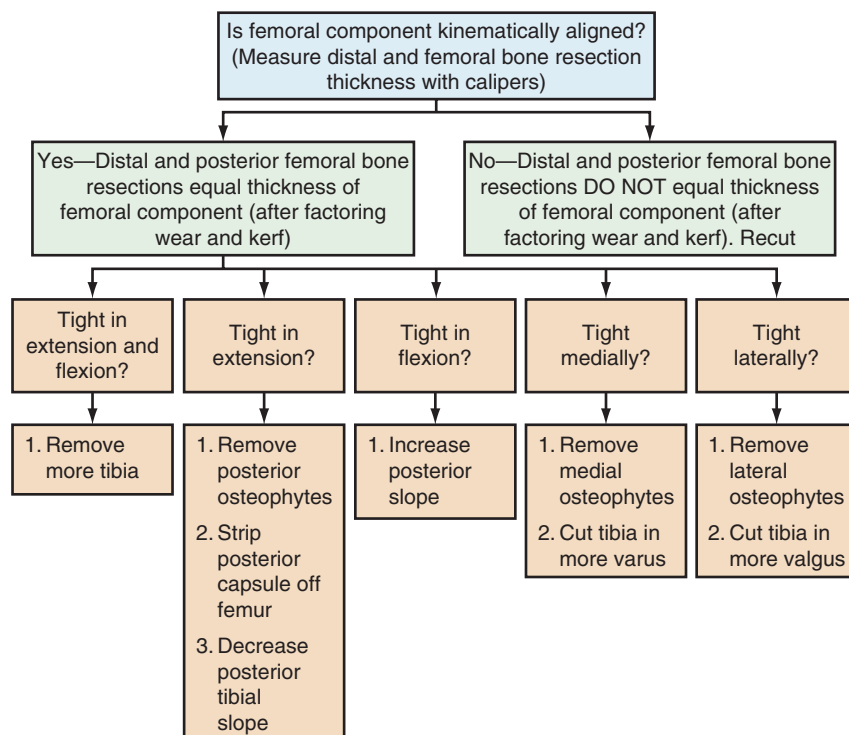 Is femoral component kinematically aligned?
(Measure distal and femoral bone resection
thickness with calipers)
Yes—Distal and posterior femoral bone
resections equal thickness of
femoral component (after factoring
wear and kerf)
No—Distal and posterior femoral bone
resections DO NOT equal thickness
of femoral component (after
factoring wear and kerf). Recut
Tight in
extension and
flexion?
Tight in
extension?
Tight in
flexion?
Tight
medially?
Tight
laterally?
1. Remove
more tibia
1. Remove
posterior
osteophytes
2. Strip
posterior
capsule off
femur
3. Decrease
posterior
tibial
slope
1. Increase
posterior
slope
1. Remove
medial
osteophytes
2. Cut tibia in
more varus
1. Remove
lateral
osteophytes
2. Cut tibia in
more valgus